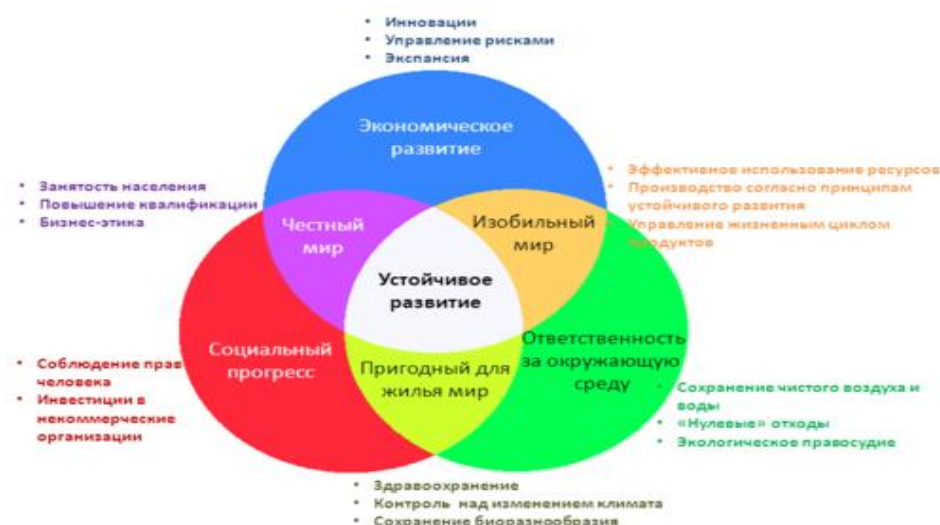 • Инновации
• Управление рисками
• Экспансия
Экономическое
развитие
• Занятость населения
• Повышение квалификации
• Бизнес-этика
• Эффективное использование ресурсов
• Производство согласно принципам
устойчивого развития
• Управление жизненным циклом
продуктов
Честный
мир
Изобильный
мир
Устойчивое
развитие
Социальный
прогресс
Пригодный для
жилья мир
Ответственность
за окружающую
среду
• Соблюдение прав
человека
• Инвестиции в
некоммерческие
организации
• Сохранение чистого воздуха и
воды
• «Нулевые» отходы
• Экологическое правосудие
• Здравоохранение
• Контроль над изменением климата
• Сохранение биоразнообразия